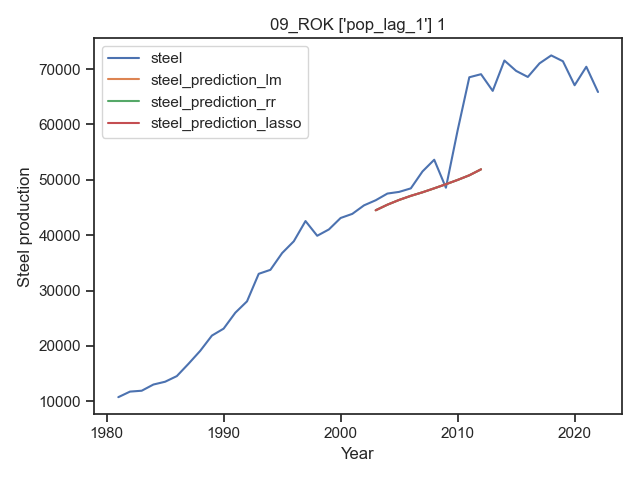 09_ROK ['pop_lag_1'] 1
steel
steel_prediction_lm
steel_prediction_rr
steel_prediction_lasso
Steel production
70000
60000
50000
40000
30000
20000
10000
1980
1990
2000
2010
2020
Year